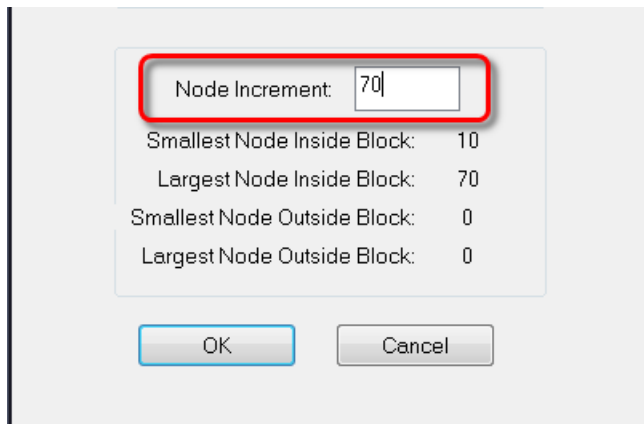 Node Increment: 70
Smallest Node Inside Block: 10
Largest Node Inside Block: 70
Smallest Node Outside Block: 0
Largest Node Outside Block: 0
OK Cancel